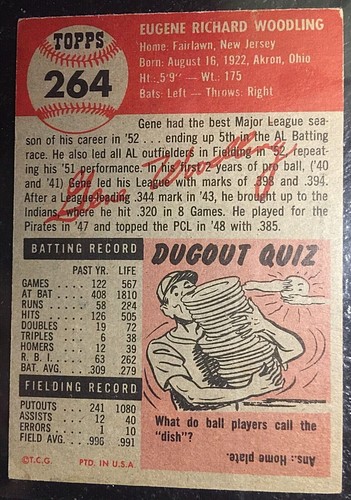 TOPPS
264
EUGENE RICHARD WOODLING
Home: Fairlawn, New Jersey
Born: August 16, 1922, Akron, Ohio
Ht.: 5'9" — Wt.: 175
Bats: Left — Throws: Right
Gene had the best Major League sea-
son of his career in '52 . . . ending up 5th in the AL Batting
race. He also led all AL outfielders in Fielding in '52 repeat-
ing his '51 performance. In his first 2 years of pro ball, ('40
and '41) Gene led his League with marks of .398 and .394.
After a League-leading .344 mark in '43, he was brought up to the
Indians where he hit .320 in 8 Games. He played for the
Pirates in '47 and topped the PCL in '48 with .385.
Gene Woodling
BATTING RECORD
PAST YR. LIFE
GAMES 122 567
AT BAT 408 1810
RUNS 58 284
HITS 126 505
DOUBLES 19 72
TRIPLES 6 38
HOMERS 12 39
R. B. I. 63 262
BAT. AVG. .309 .279
FIELDING RECORD
PUTOUTS 241 1080
ASSISTS 12 40
ERRORS 1 10
FIELD AVG. .996 .991
©T.C.G. PTD. IN U.S.A
DUGOUT QUIZ
What do ball players call the
"dish"?
Ans.: Home plate.